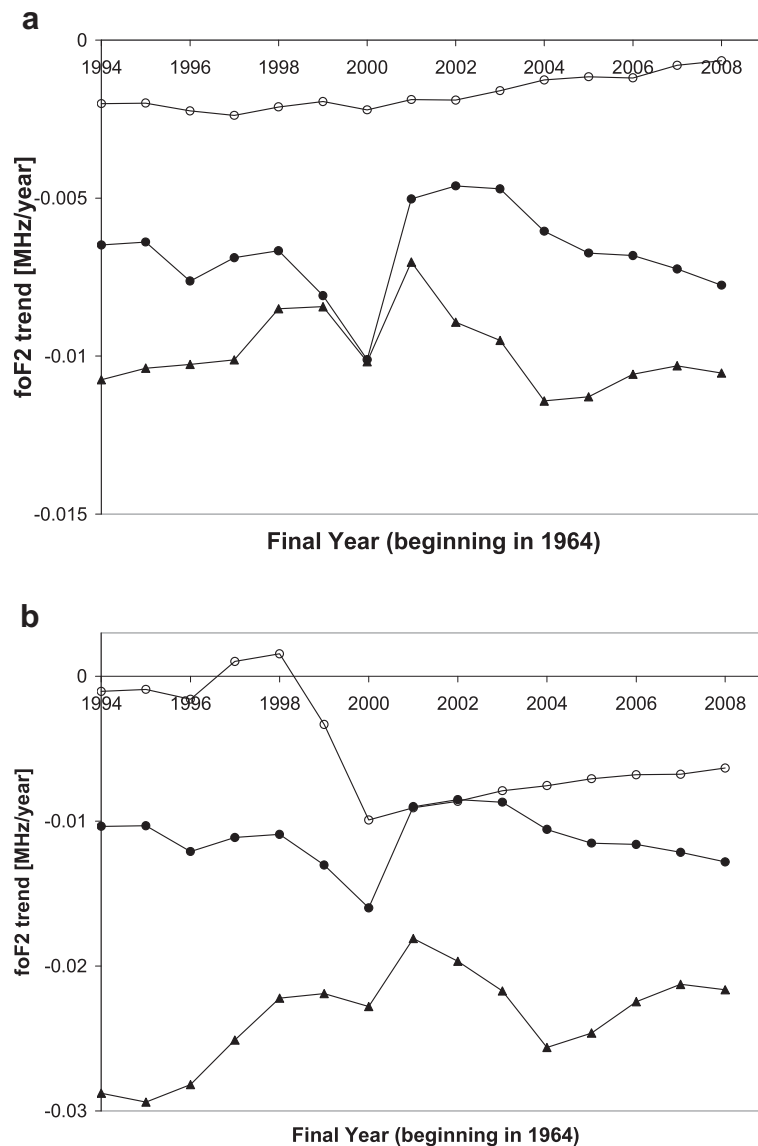 a
0
1994 1996 1998 2000 2002 2004 2006 2008
-0.005
-0.01
-0.015
foF2 trend [MHz/year]
Final Year (beginning in 1964)
b
0
1994 1996 1998 2000 2002 2004 2006 2008
-0.01
-0.02
-0.03
foF2 trend [MHz/year]
Final Year (beginning in 1964)